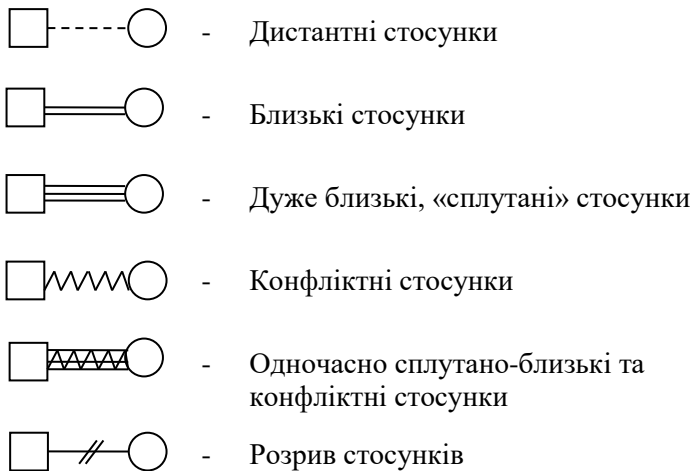 - Дистантні стосунки
- Близькі стосунки
- Дуже близькі, «сплутані» стосунки
- Конфліктні стосунки
- Одночасно сплутано-близькі та
конфліктні стосунки
- Розрив стосунків